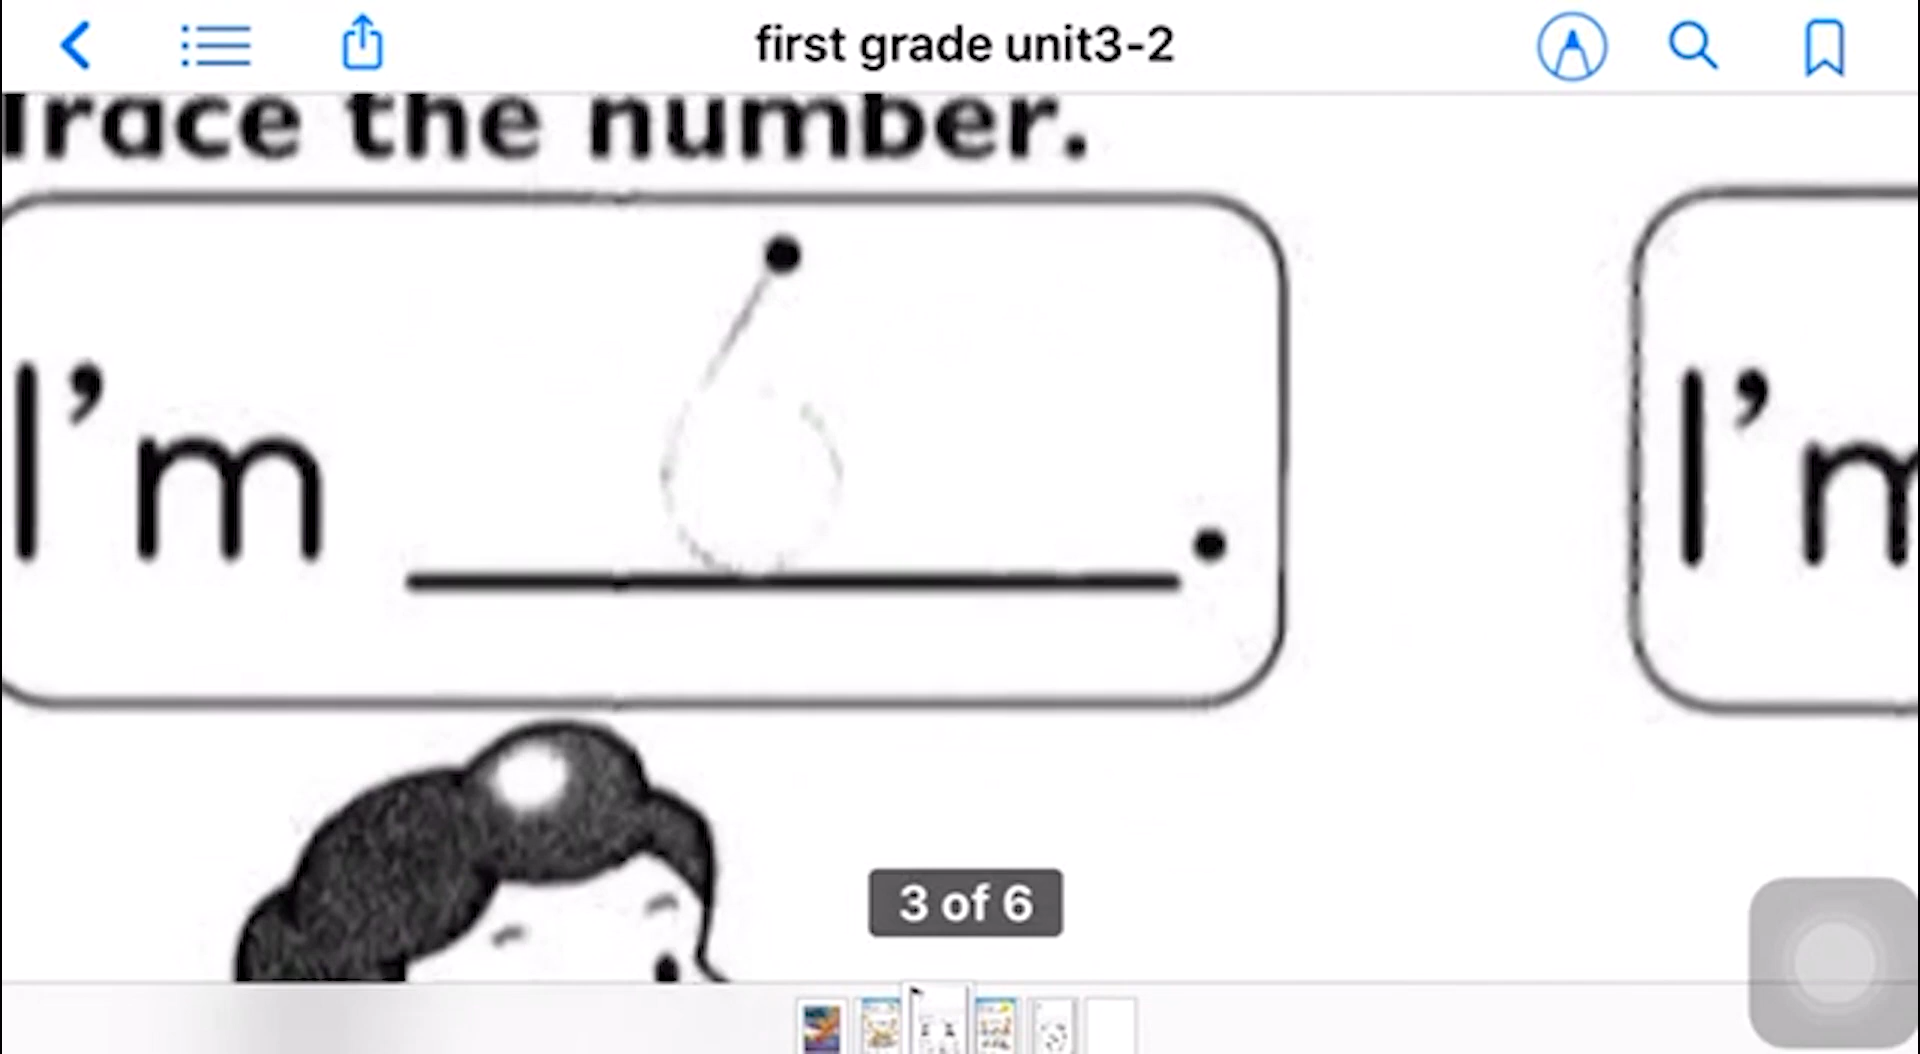 first grade unit3-2
Trace the number.
I'm 6.
I'm
3 of 6